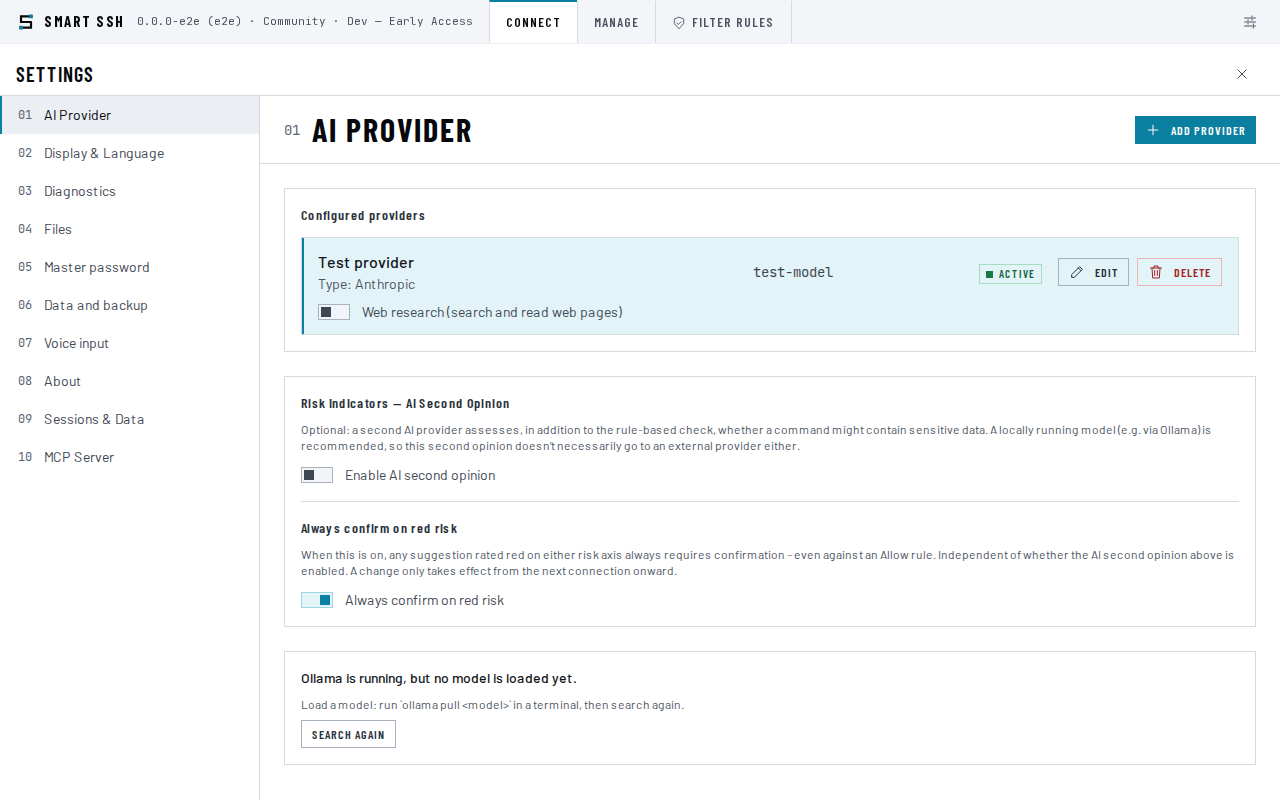 SMART SSH 0.0.0-e2e (e2e) · Community · Dev — Early Access CONNECT MANAGE FILTER RULES
SETTINGS
01 AI Provider
02 Display & Language
03 Diagnostics
04 Files
05 Master password
06 Data and backup
07 Voice input
08 About
09 Sessions & Data
10 MCP Server
01 AI PROVIDER
ADD PROVIDER
Configured providers
Test provider
Type: Anthropic
test-model
ACTIVE
EDIT
DELETE
Web research (search and read web pages)
Risk indicators — AI Second Opinion
Optional: a second AI provider assesses, in addition to the rule-based check, whether a command might contain sensitive data. A locally running model (e.g. via Ollama) is
recommended, so this second opinion doesn't necessarily go to an external provider either.
Enable AI second opinion
Always confirm on red risk
When this is on, any suggestion rated red on either risk axis always requires confirmation – even against an Allow rule. Independent of whether the AI second opinion above is
enabled. A change only takes effect from the next connection onward.
Always confirm on red risk
Ollama is running, but no model is loaded yet.
Load a model: run `ollama pull <model>` in a terminal, then search again.
SEARCH AGAIN